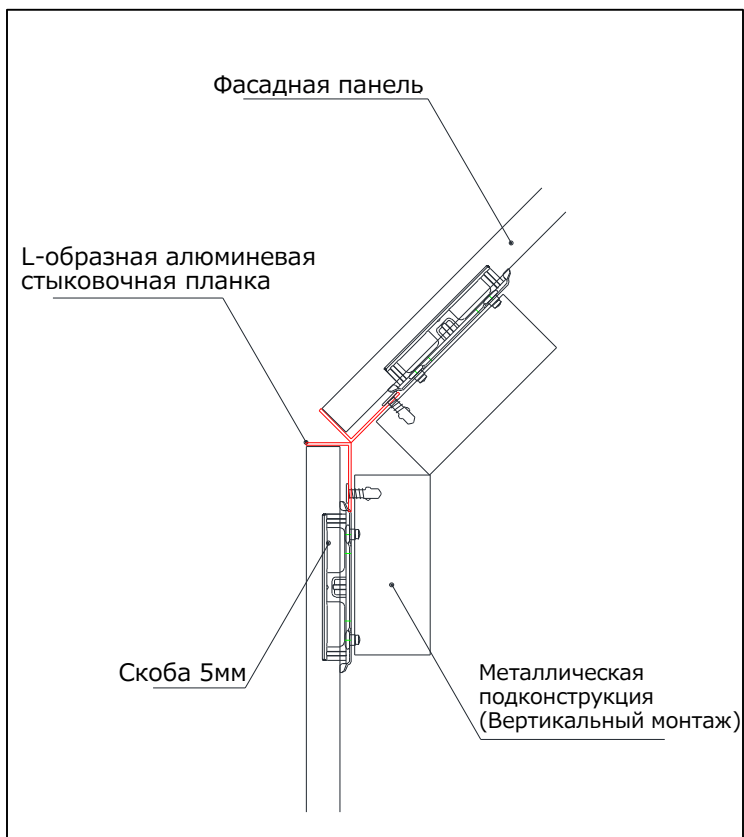 Фасадная панель
L-образная алюминевая
стыковочная планка
Скоба 5мм
Металлическая
подконструкция
(Вертикальный монтаж)